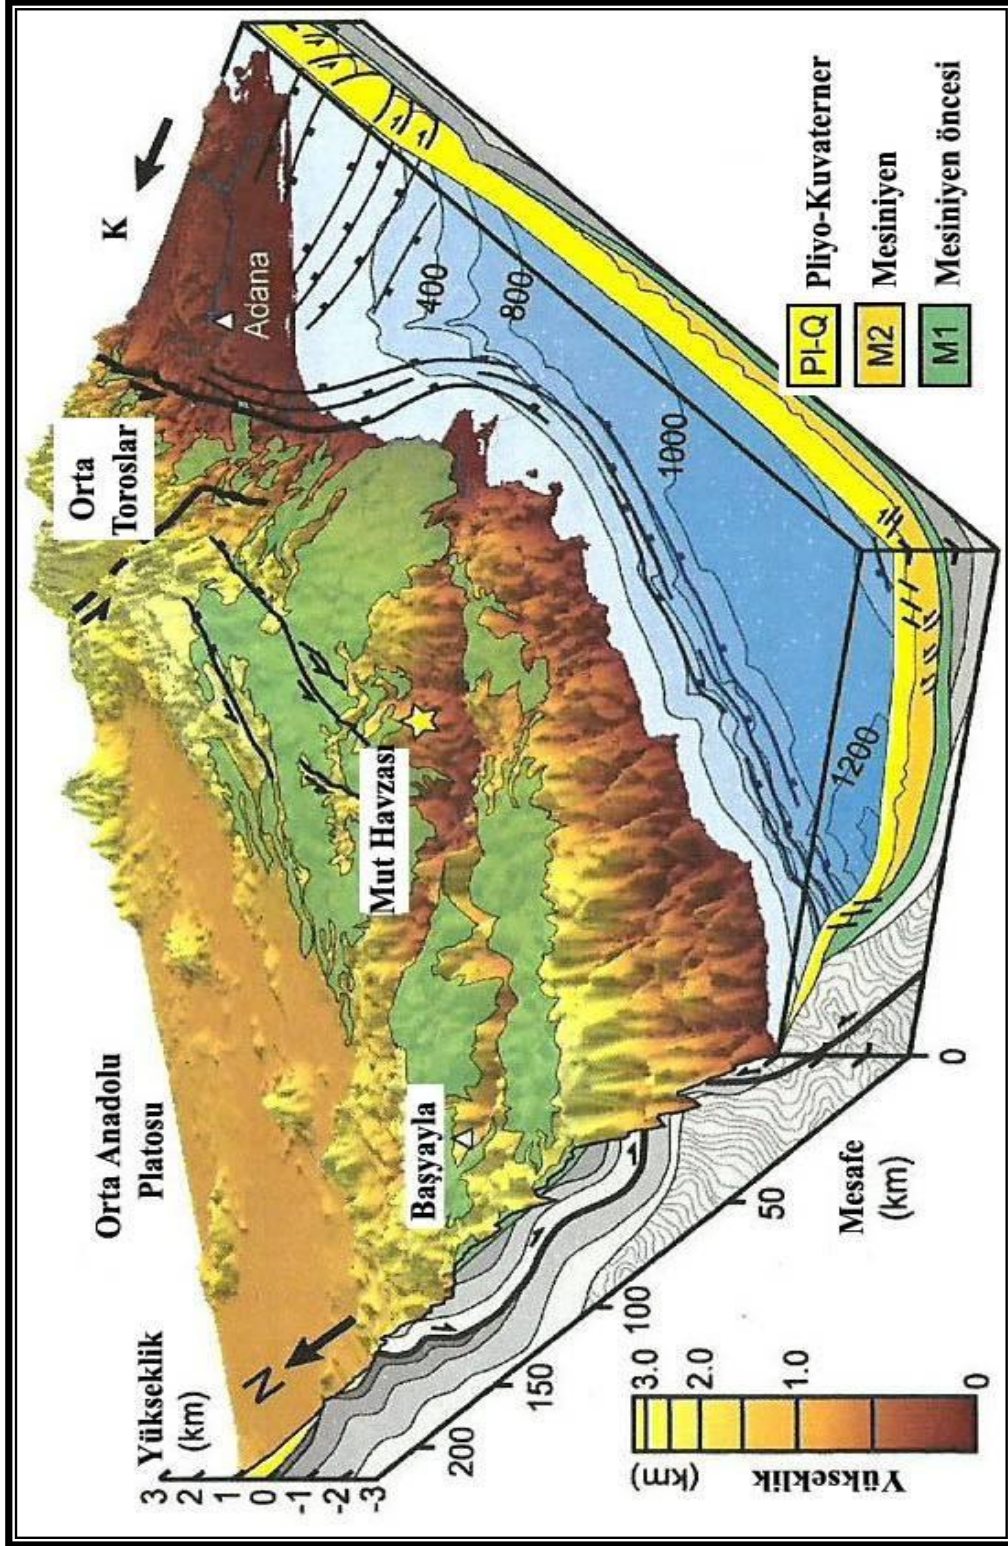 Yükseklik
(km)
3
2
1
0
-1
-2
-3
N
Orta Anadolu
Platosu
Orta
Toroslar
K
Adana
Başyayla
Mut Havzası
400
800
1000
1200
200
150
100
50
0
Mesafe
(km)
Yükseklik
(km)
3.0
2.0
1.0
0
Pl-Q Pliyo-Kuvaterner
M2 Mesiniyen
M1 Mesiniyen öncesi